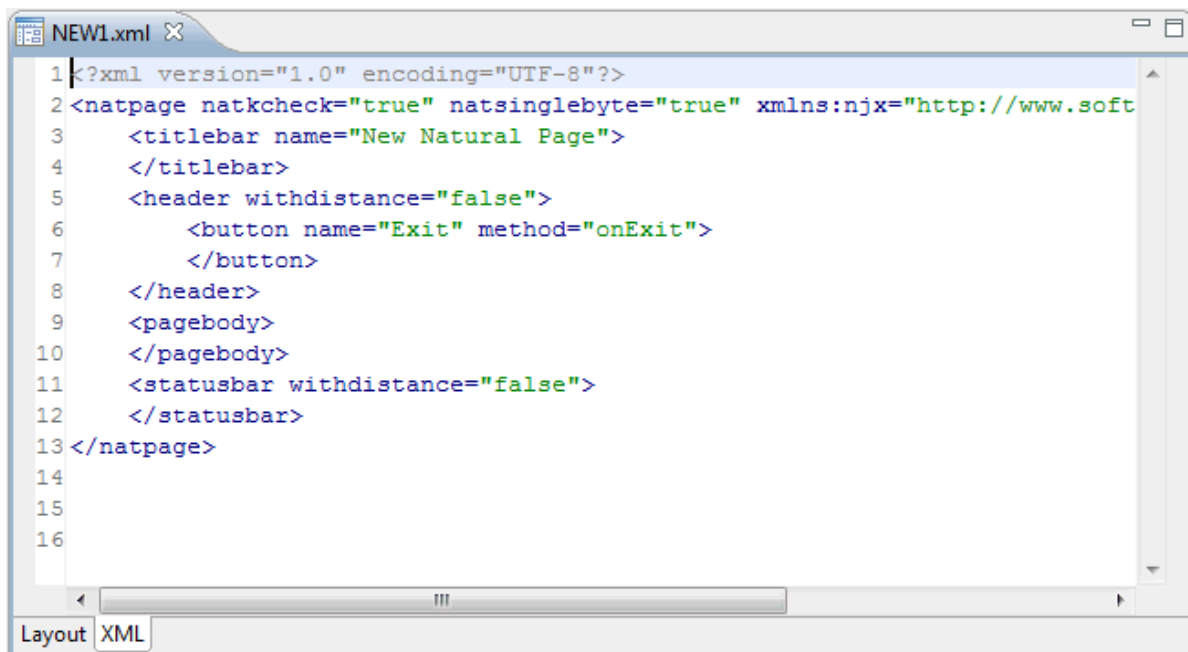 NEW1.xml
1 <?xml version="1.0" encoding="UTF-8"?>
2 <natpage natkcheck="true" natsinglebyte="true" xmlns:njx="http://www.soft
3     <titlebar name="New Natural Page">
4     </titlebar>
5     <header withdistance="false">
6         <button name="Exit" method="onExit">
7         </button>
8     </header>
9     <pagebody>
10     </pagebody>
11     <statusbar withdistance="false">
12     </statusbar>
13 </natpage>
14
15
16
Layout XML